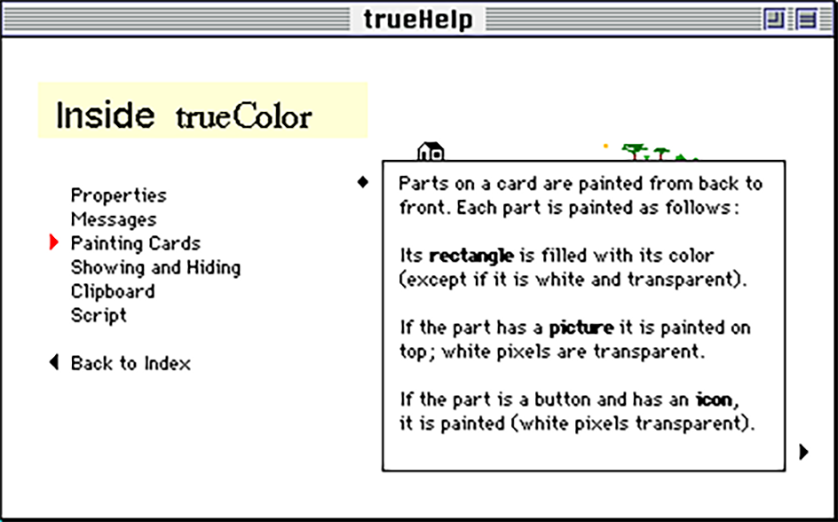 trueHelp
Inside trueColor
Properties
Messages
Painting Cards
Showing and Hiding
Clipboard
Script
Back to Index
Parts on a card are painted from back to
front. Each part is painted as follows:
Its rectangle is filled with its color
(except if it is white and transparent).
If the part has a picture it is painted on
top; white pixels are transparent.
If the part is a button and has an icon,
it is painted (white pixels transparent).